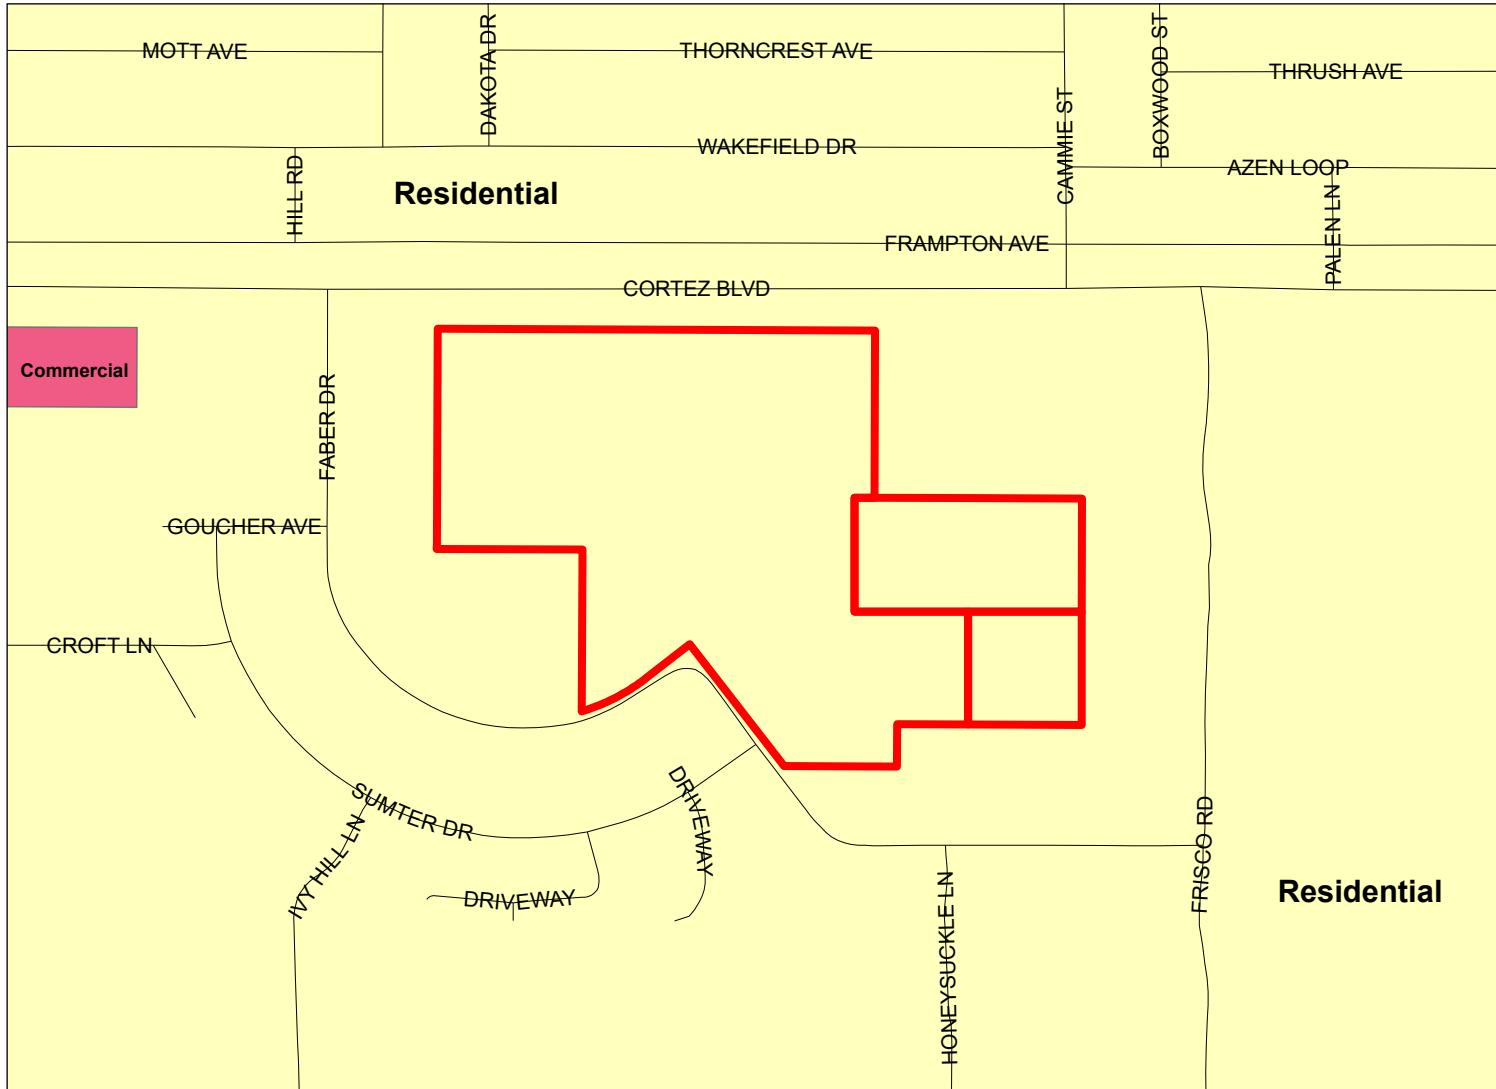 MOTT AVE
DAKOTA DR
THORNCREST AVE
BOXWOOD ST
THRUSH AVE
CAMMIE ST
WAKEFIELD DR
AZEN LOOP
HILL RD
Residential
PALEN LN
FRAMPTON AVE
CORTEZ BLVD
Commercial
FABER DR
GOUCHER AVE
CROFT LN
SUMTER DR
DRIVEWAY
IVY HILL LN
DRIVEWAY
FRISCO RD
HONEYSUCKLE LN
Residential